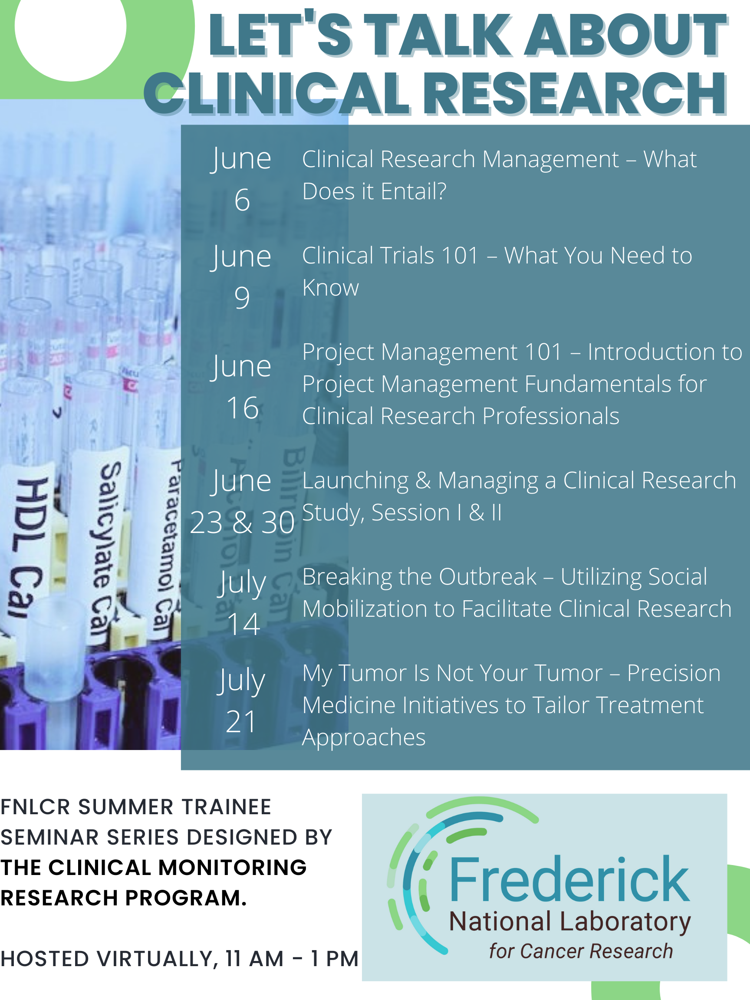 LET'S TALK ABOUT
CLINICAL RESEARCH
June
6
Clinical Research Management – What
Does it Entail?
June
9
Clinical Trials 101 – What You Need to
Know
June
16
Project Management 101 – Introduction to
Project Management Fundamentals for
Clinical Research Professionals
June
23 & 30
Launching & Managing a Clinical Research
Study, Session I & II
July
14
Breaking the Outbreak – Utilizing Social
Mobilization to Facilitate Clinical Research
July
21
My Tumor Is Not Your Tumor – Precision
Medicine Initiatives to Tailor Treatment
Approaches
HDL Cal
Salicylate Cal
Paracetamol Cal
Alcohol Cal
Bilirubin Cal
FNLCR SUMMER TRAINEE
SEMINAR SERIES DESIGNED BY
THE CLINICAL MONITORING
RESEARCH PROGRAM.
HOSTED VIRTUALLY, 11 AM - 1 PM
Frederick
National Laboratory
for Cancer Research